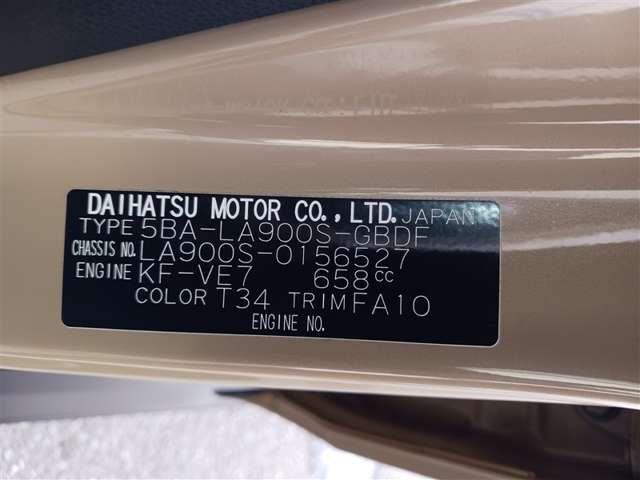 DAIHATSU MOTOR CO.,LTD. JAPAN
TYPE 5BA-LA900S-GBDF
CHASSIS NO. LA900S-0156527
ENGINE KF-VE7 658cc
COLOR T34 TRIM FA10
ENGINE NO.